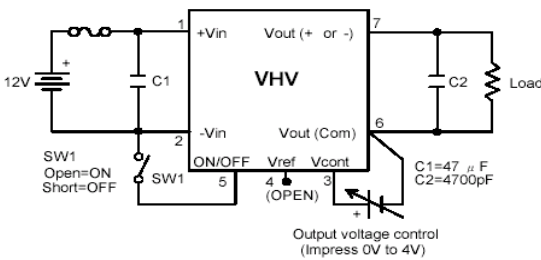 1
+Vin
Vout (+ or -)
7
+
12V
C1
VHV
C2
Load
2
-Vin
Vout (Com)
6
SW1
Open=ON
Short=OFF
SW1
ON/OFF
Vref
Vcont
5
4
(OPEN)
3
+
C1=47 μF
C2=4700pF
Output voltage control
(Impress 0V to 4V)